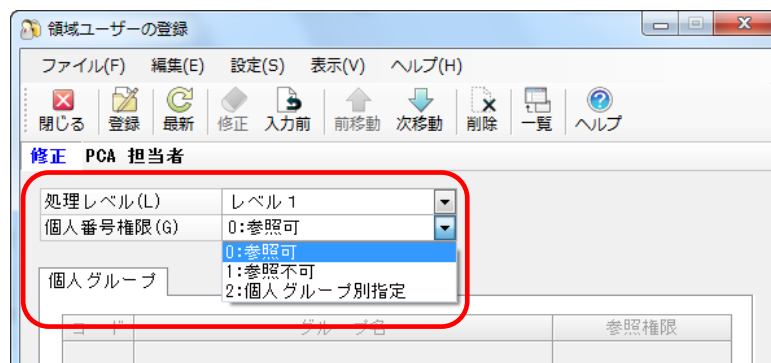 領域ユーザーの登録
ファイル(F) 編集(E) 設定(S) 表示(V) ヘルプ(H)
閉じる 登録 最新 修正 入力前 前移動 次移動 削除 一覧 ヘルプ
修正 PCA 担当者
処理レベル(L) レベル1
個人番号権限(G) 0:参照可
0:参照可
1:参照不可
2:個人グループ別指定
個人グループ
コード グループ名 参照権限